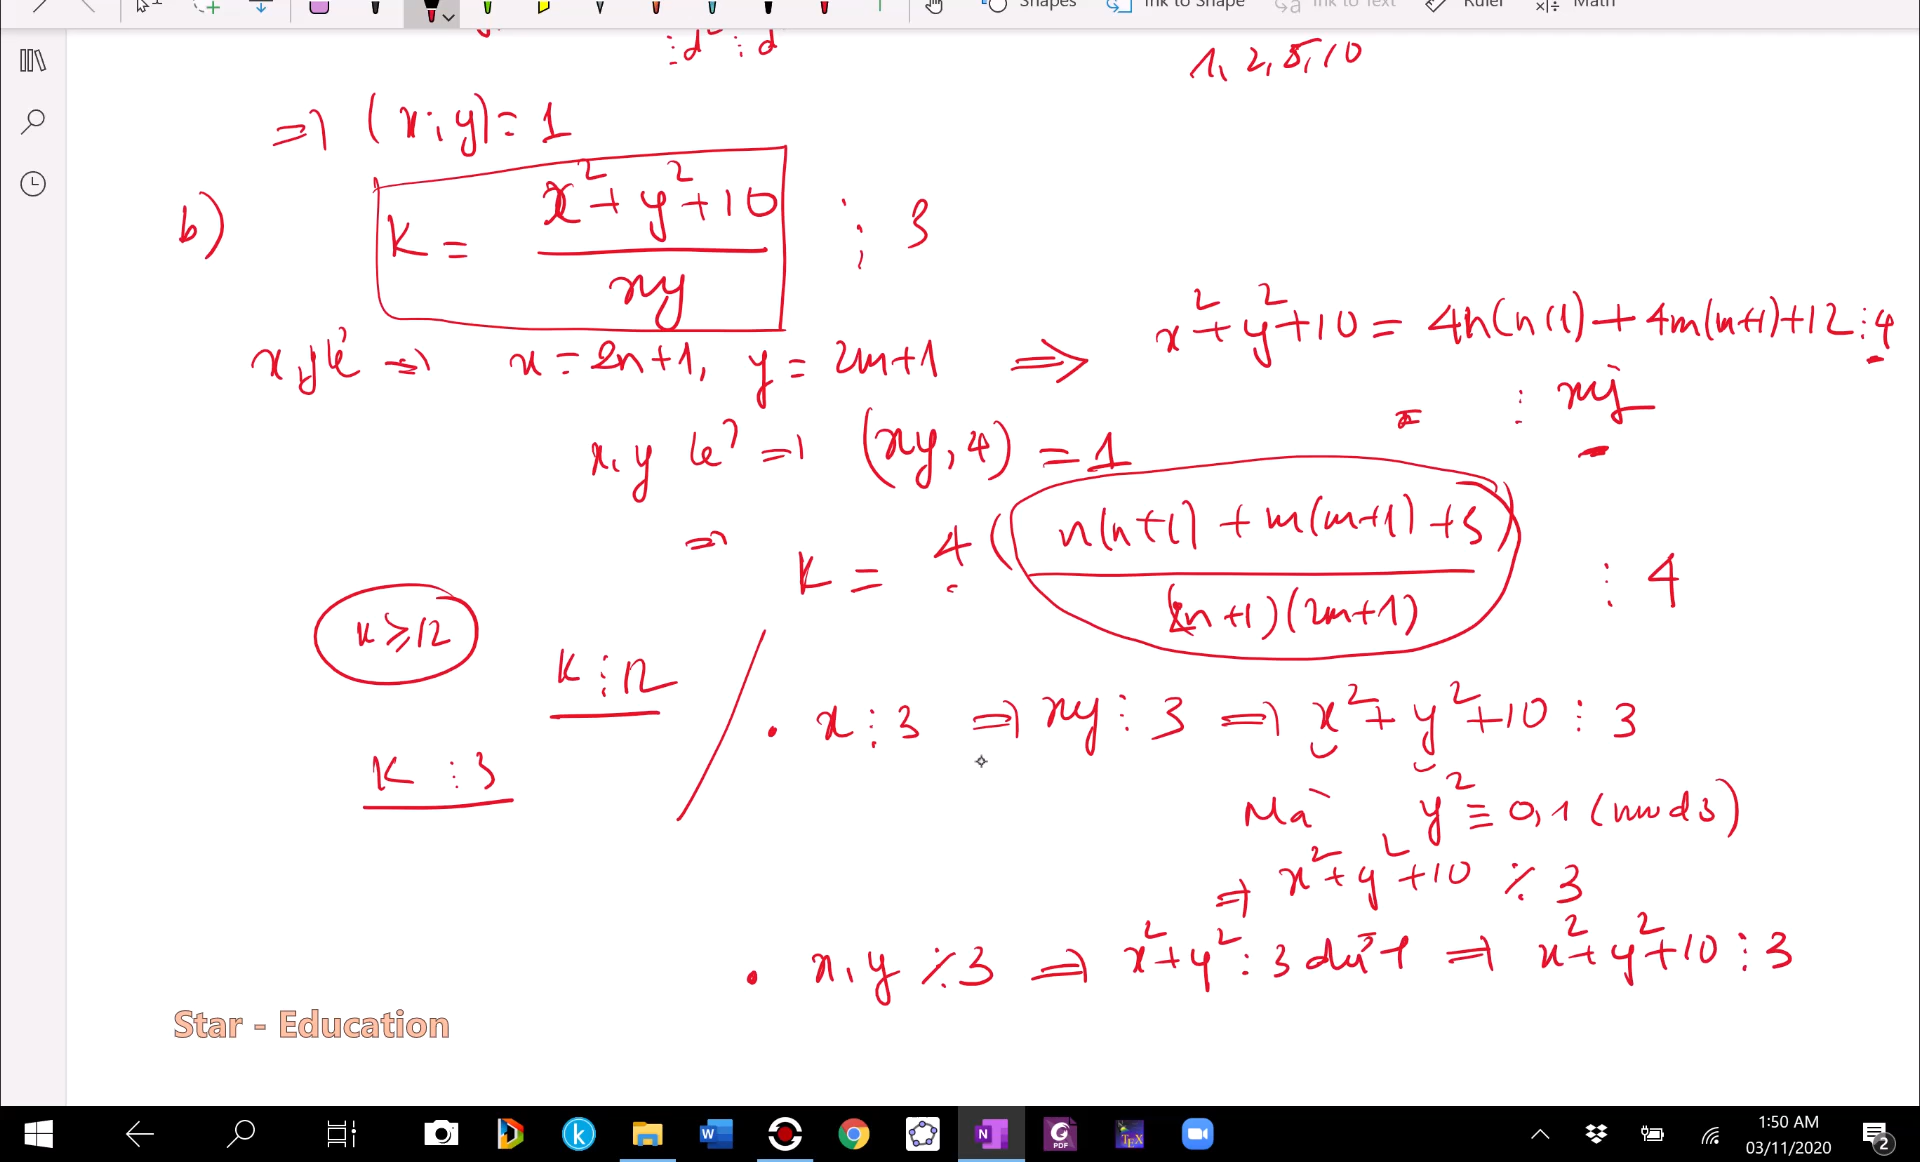 Shapes Ink to Shape Ink to Text Ruler Math
⋮ d² ⋮ d
1, 2, 5, 10
⇒ (x; y) = 1
b) K = (x² + y² + 10) / xy ⋮ 3
x² + y² + 10 = 4n(n+1) + 4m(m+1) + 12 ⋮ 4
x, y lẻ ⇒ x = 2n+1, y = 2m+1 ⇒
⋮ xy
x, y lẻ ⇒ (xy, 4) = 1
⇒ K = 4 (n(n+1) + m(m+1) + 3) / (2n+1)(2m+1) ⋮ 4
K ≥ 12
K ⋮ 12
• x ⋮ 3 ⇒ xy ⋮ 3 ⇒ x² + y² + 10 ⋮ 3
K ⋮ 3
Mà y² ≡ 0, 1 (mod 3)
⇒ x² + y² + 10 ⋮̸ 3
• x, y ⋮̸ 3 ⇒ x² + y² : 3 dư 2 ⇒ x² + y² + 10 ⋮ 3
Star - Education
1:50 AM
03/11/2020
2